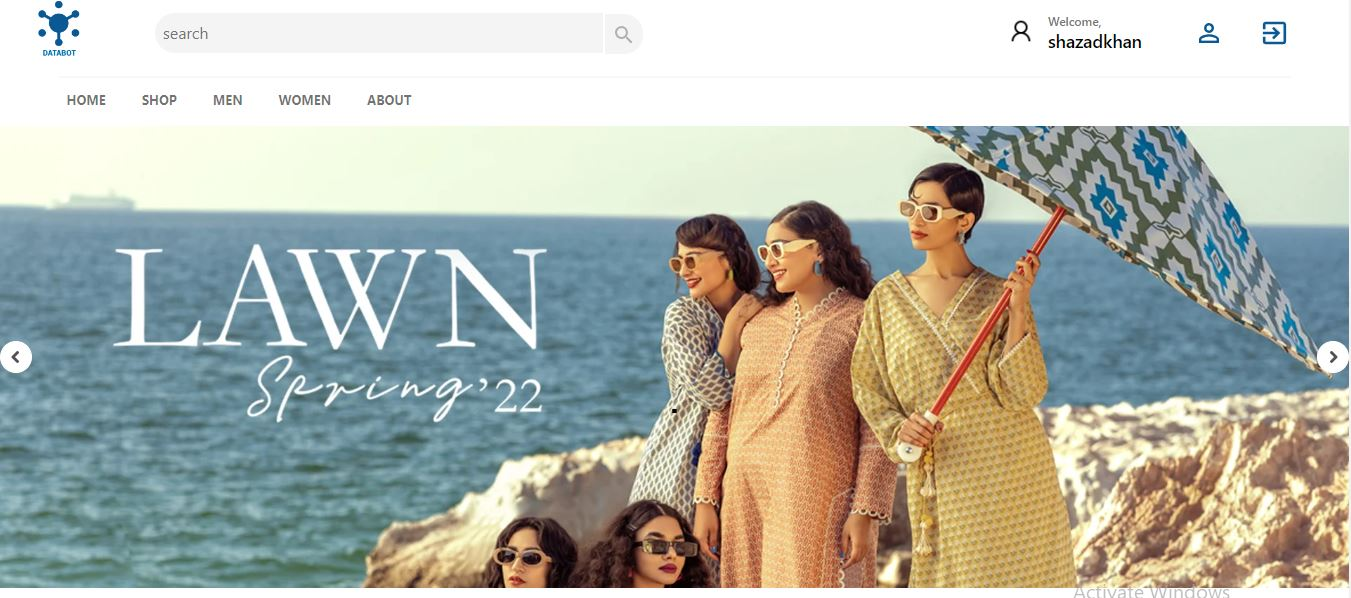 DATABOT
search
Welcome,
shazadkhan
HOME SHOP MEN WOMEN ABOUT
LAWN
Spring '22
Activate Windows